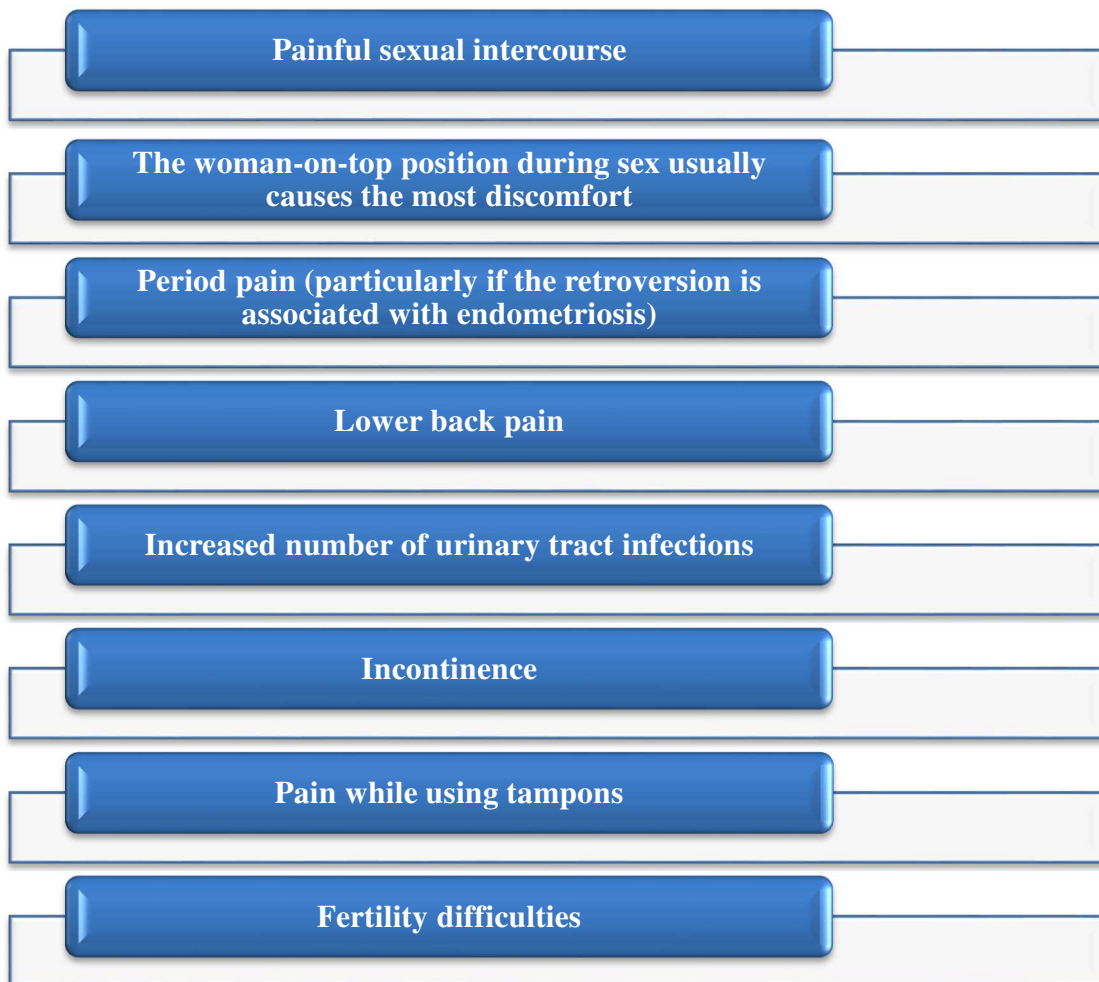 Painful sexual intercourse
The woman-on-top position during sex usually
causes the most discomfort
Period pain (particularly if the retroversion is
associated with endometriosis)
Lower back pain
Increased number of urinary tract infections
Incontinence
Pain while using tampons
Fertility difficulties